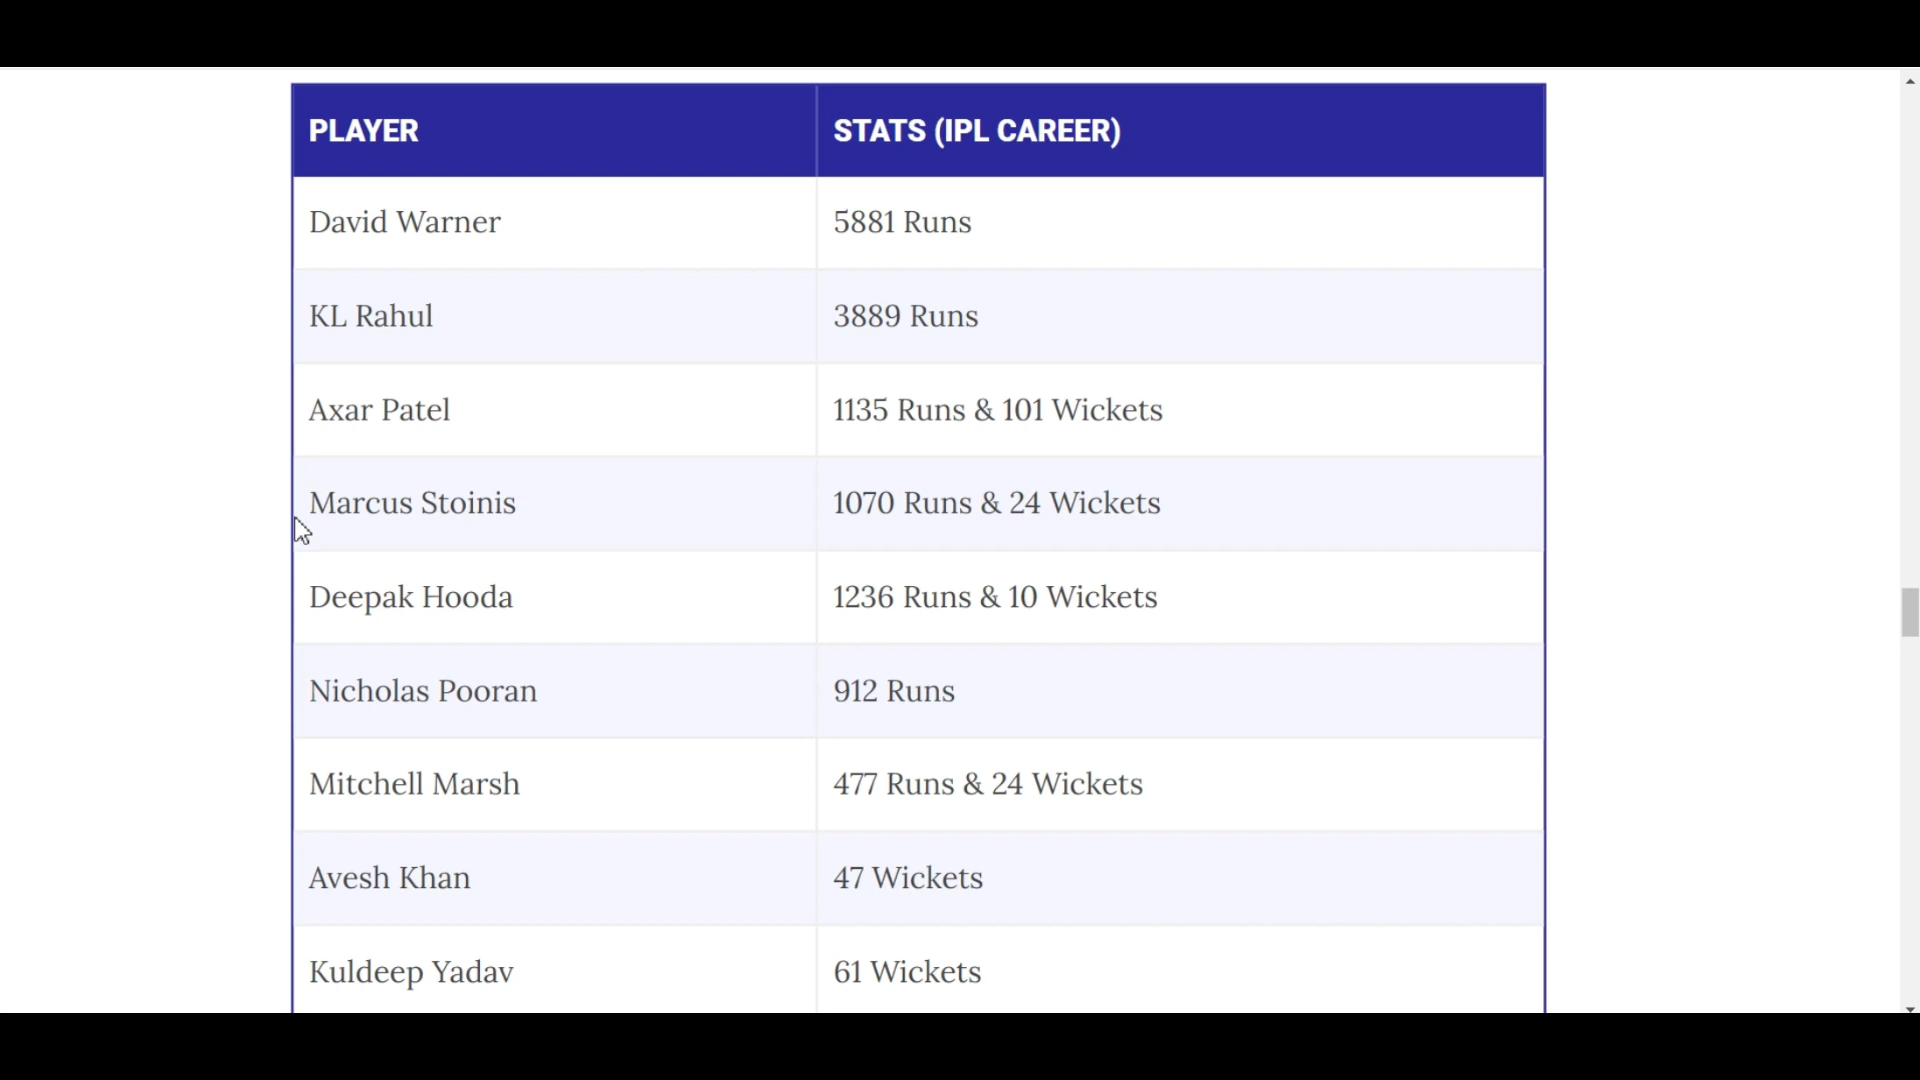 PLAYER STATS (IPL CAREER)
David Warner 5881 Runs
KL Rahul 3889 Runs
Axar Patel 1135 Runs & 101 Wickets
Marcus Stoinis 1070 Runs & 24 Wickets
Deepak Hooda 1236 Runs & 10 Wickets
Nicholas Pooran 912 Runs
Mitchell Marsh 477 Runs & 24 Wickets
Avesh Khan 47 Wickets
Kuldeep Yadav 61 Wickets